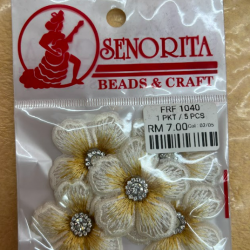 SENORITA
BEADS & CRAFT
FRF 1040
1 PKT / 5 PCS
RM 7.00